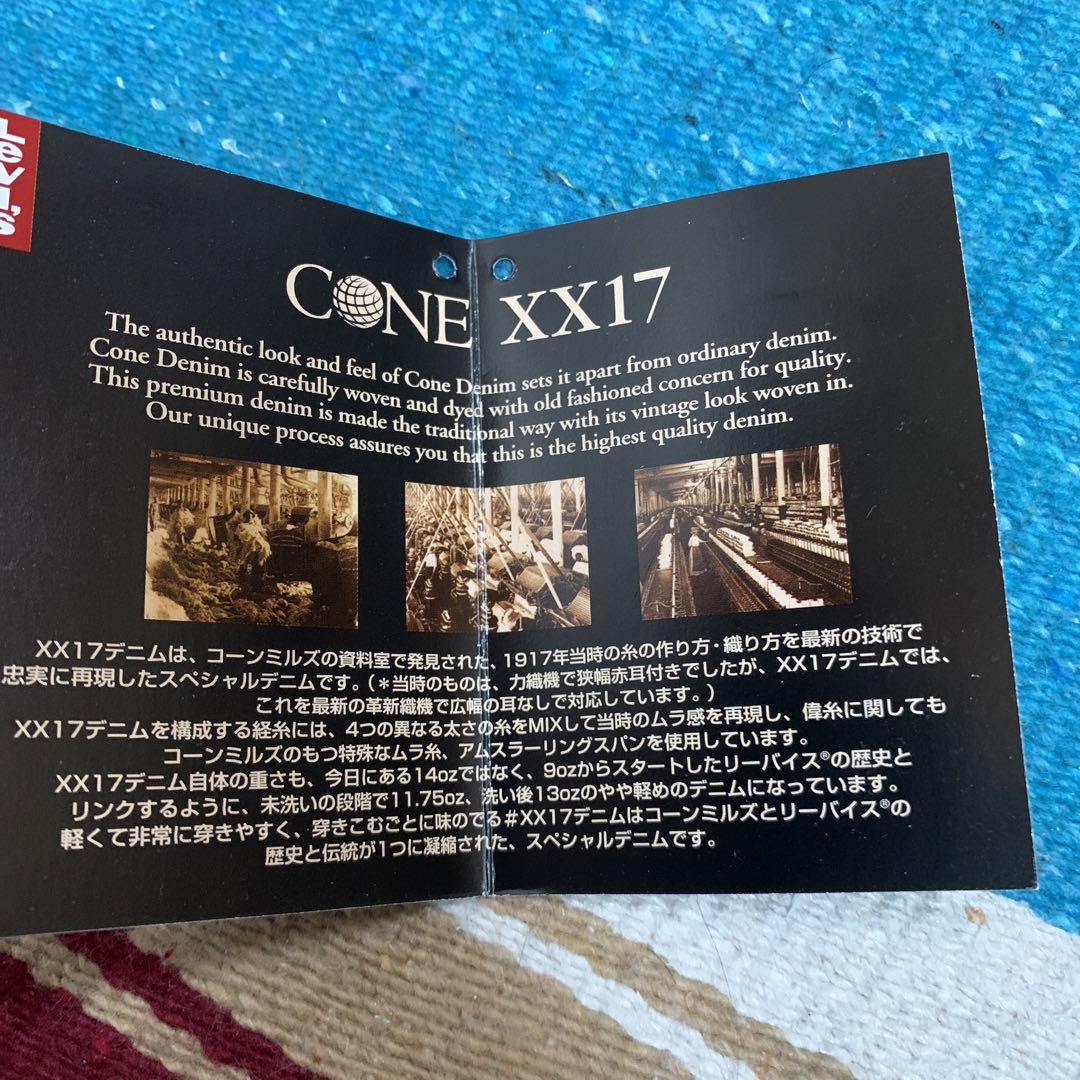 Levi's
CONE XX17
The authentic look and feel of Cone Denim sets it apart from ordinary denim.
Cone Denim is carefully woven and dyed with old fashioned concern for quality.
This premium denim is made the traditional way with its vintage look woven in.
Our unique process assures you that this is the highest quality denim.
XX17デニムは、コーンミルズの資料室で発見された、1917年当時の糸の作り方・織り方を最新の技術で
忠実に再現したスペシャルデニムです。(＊当時のものは、力織機で狭幅赤耳付きでしたが、XX17デニムでは、
これを最新の革新織機で広幅の耳なしで対応しています。)
XX17デニムを構成する経糸には、4つの異なる太さの糸をMIXして当時のムラ感を再現し、偉糸に関しても
コーンミルズのもつ特殊なムラ糸、アムスラーリングスパンを使用しています。
XX17デニム自体の重さも、今日にある14ozではなく、9ozからスタートしたリーバイス®の歴史と
リンクするように、未洗いの段階で11.75oz、洗い後13ozのやや軽めのデニムになっています。
軽くて非常に穿きやすく、穿きこむごとに味のでる#XX17デニムはコーンミルズとリーバイス®の
歴史と伝統が1つに凝縮された、スペシャルデニムです。